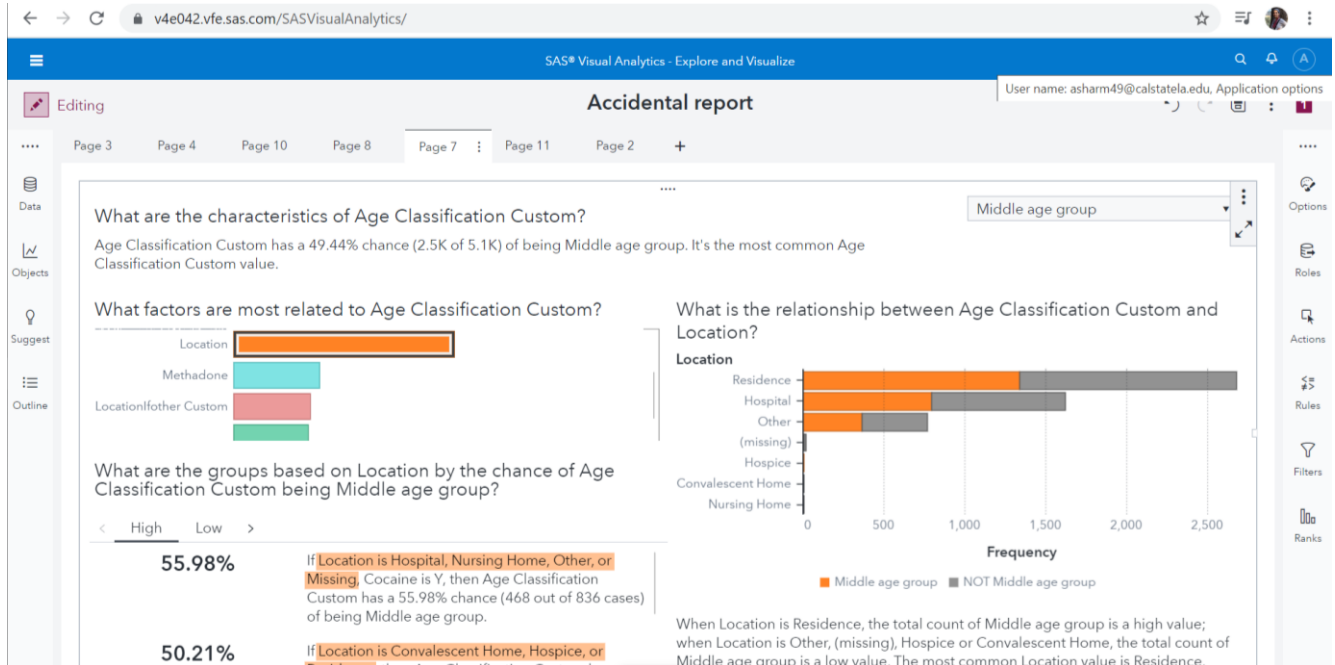 v4e042.vfe.sas.com/SASVisualAnalytics/
SAS® Visual Analytics - Explore and Visualize
A
Editing
Accidental report
User name: asharm49@calstatela.edu, Application options
Page 3
Page 4
Page 10
Page 8
Page 7
Page 11
Page 2
Data
Objects
Suggest
Outline
What are the characteristics of Age Classification Custom?
Middle age group
Age Classification Custom has a 49.44% chance (2.5K of 5.1K) of being Middle age group. It's the most common Age
Classification Custom value.
What factors are most related to Age Classification Custom?
Location
Methadone
LocationIfother Custom
What are the groups based on Location by the chance of Age
Classification Custom being Middle age group?
High
Low
55.98%
If Location is Hospital, Nursing Home, Other, or
Missing, Cocaine is Y, then Age Classification
Custom has a 55.98% chance (468 out of 836 cases)
of being Middle age group.
50.21%
If Location is Convalescent Home, Hospice, or
What is the relationship between Age Classification Custom and
Location?
Location
Residence
Hospital
Other
(missing)
Hospice
Convalescent Home
Nursing Home
0
500
1,000
1,500
2,000
2,500
Frequency
Middle age group
NOT Middle age group
When Location is Residence, the total count of Middle age group is a high value;
when Location is Other, (missing), Hospice or Convalescent Home, the total count of
Middle age group is a low value. The most common Location value is Residence.
Options
Roles
Actions
Rules
Filters
Ranks